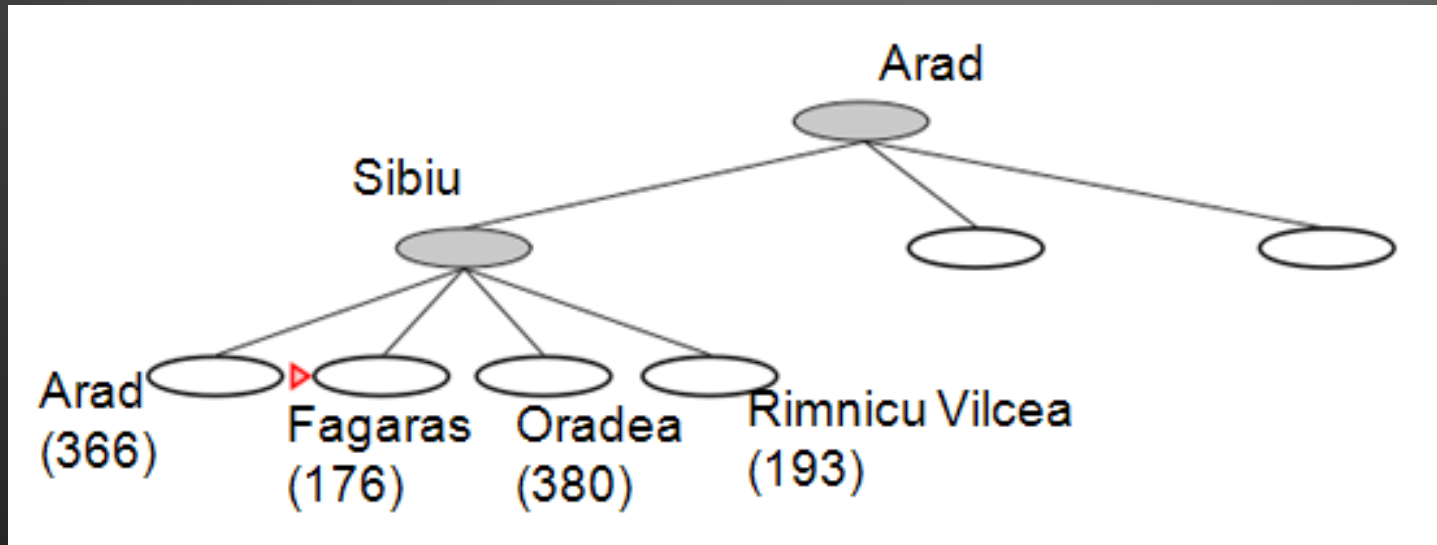 Arad
Sibiu
Arad
(366)
Fagaras
(176)
Oradea
(380)
Rimnicu Vilcea
(193)